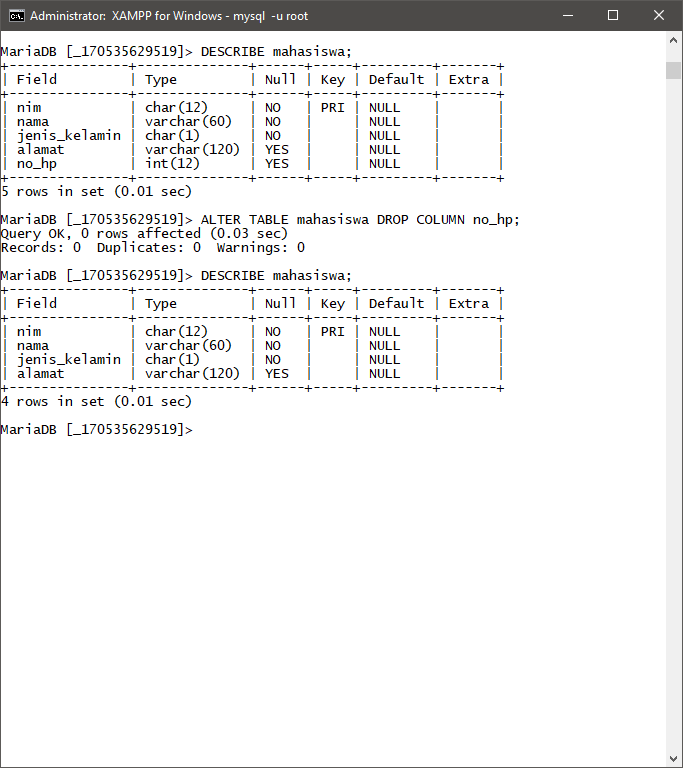 Administrator:  XAMPP for Windows - mysql  -u root
MariaDB [_170535629519]> DESCRIBE mahasiswa;
+---------------+--------------+------+-----+---------+-------+
| Field         | Type         | Null | Key | Default | Extra |
+---------------+--------------+------+-----+---------+-------+
| nim           | char(12)     | NO   | PRI | NULL    |       |
| nama          | varchar(60)  | NO   |     | NULL    |       |
| jenis_kelamin | char(1)      | NO   |     | NULL    |       |
| alamat        | varchar(120) | YES  |     | NULL    |       |
| no_hp         | int(12)      | YES  |     | NULL    |       |
+---------------+--------------+------+-----+---------+-------+
5 rows in set (0.01 sec)
MariaDB [_170535629519]> ALTER TABLE mahasiswa DROP COLUMN no_hp;
Query OK, 0 rows affected (0.03 sec)
Records: 0  Duplicates: 0  Warnings: 0
MariaDB [_170535629519]> DESCRIBE mahasiswa;
+---------------+--------------+------+-----+---------+-------+
| Field         | Type         | Null | Key | Default | Extra |
+---------------+--------------+------+-----+---------+-------+
| nim           | char(12)     | NO   | PRI | NULL    |       |
| nama          | varchar(60)  | NO   |     | NULL    |       |
| jenis_kelamin | char(1)      | NO   |     | NULL    |       |
| alamat        | varchar(120) | YES  |     | NULL    |       |
+---------------+--------------+------+-----+---------+-------+
4 rows in set (0.01 sec)
MariaDB [_170535629519]>